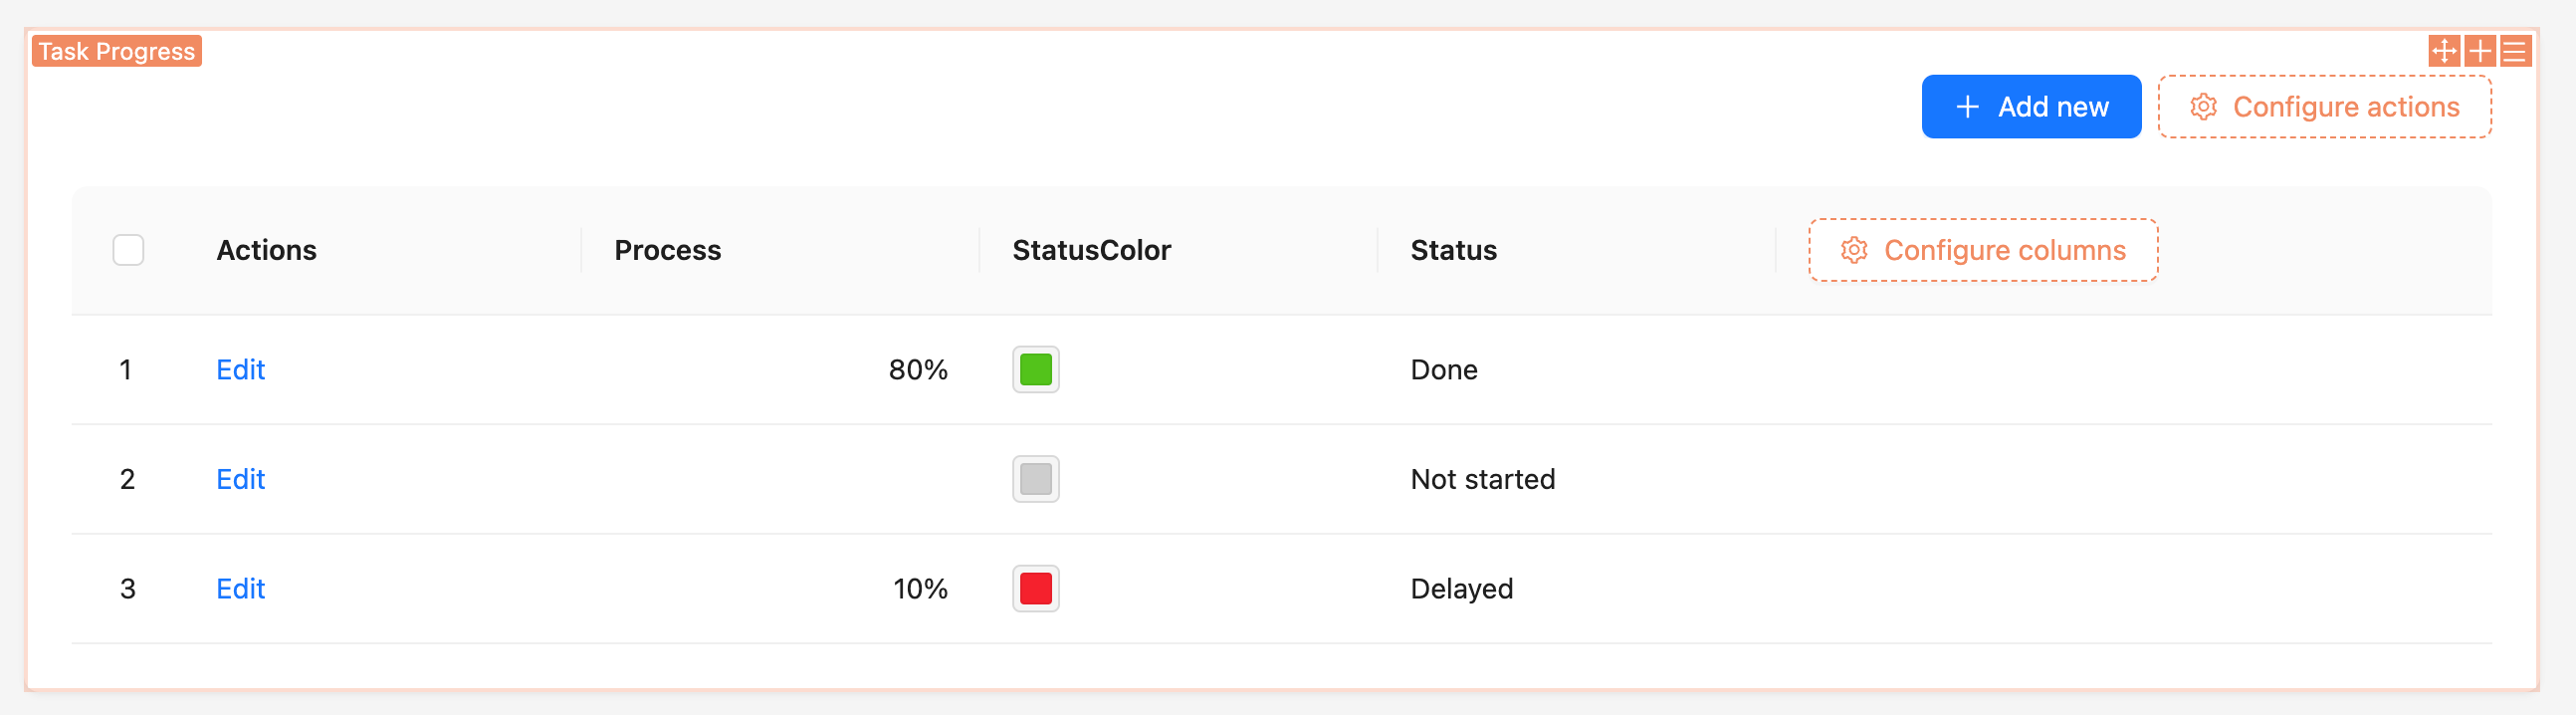 Task Progress
Add new Configure actions
Actions Process StatusColor Status Configure columns
1 Edit 80% Done
2 Edit Not started
3 Edit 10% Delayed